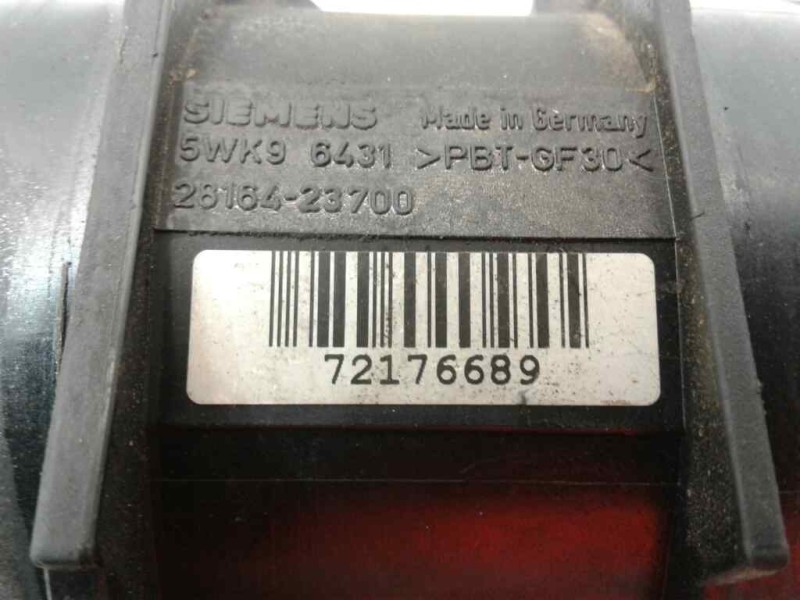 SIEMENS Made in Germany
5WK9 6431 >PBT-GF30<
28164-23700
72176689